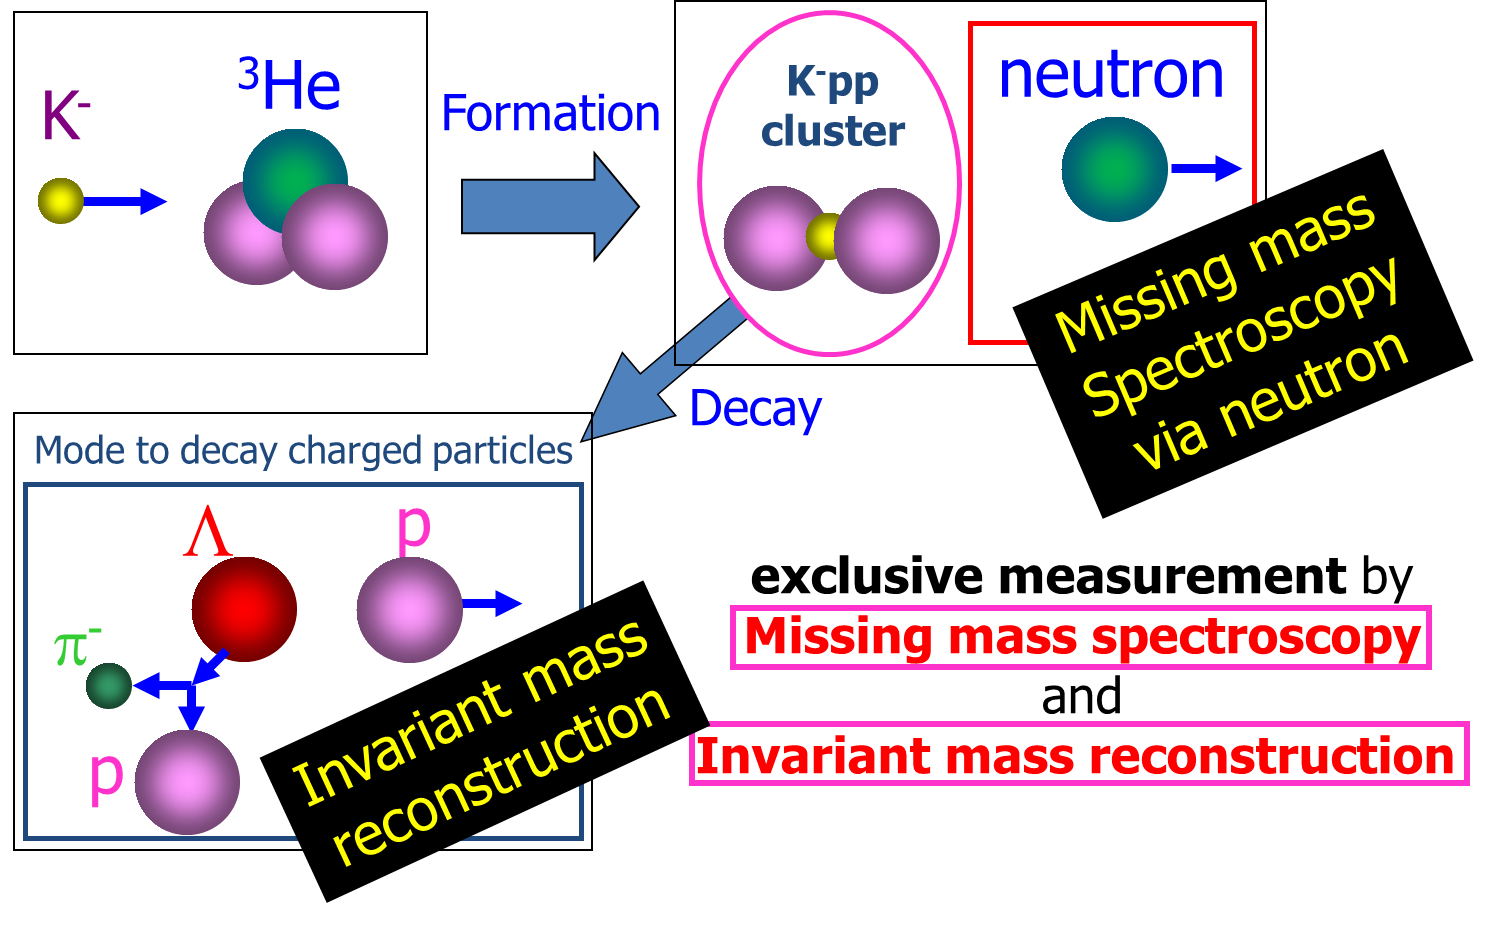 K⁻
³He
Formation
K⁻pp
cluster
neutron
Missing mass
Spectroscopy
via neutron
Decay
Mode to decay charged particles
Λ
p
π⁻
p
Invariant mass
reconstruction
exclusive measurement by
Missing mass spectroscopy
and
Invariant mass reconstruction